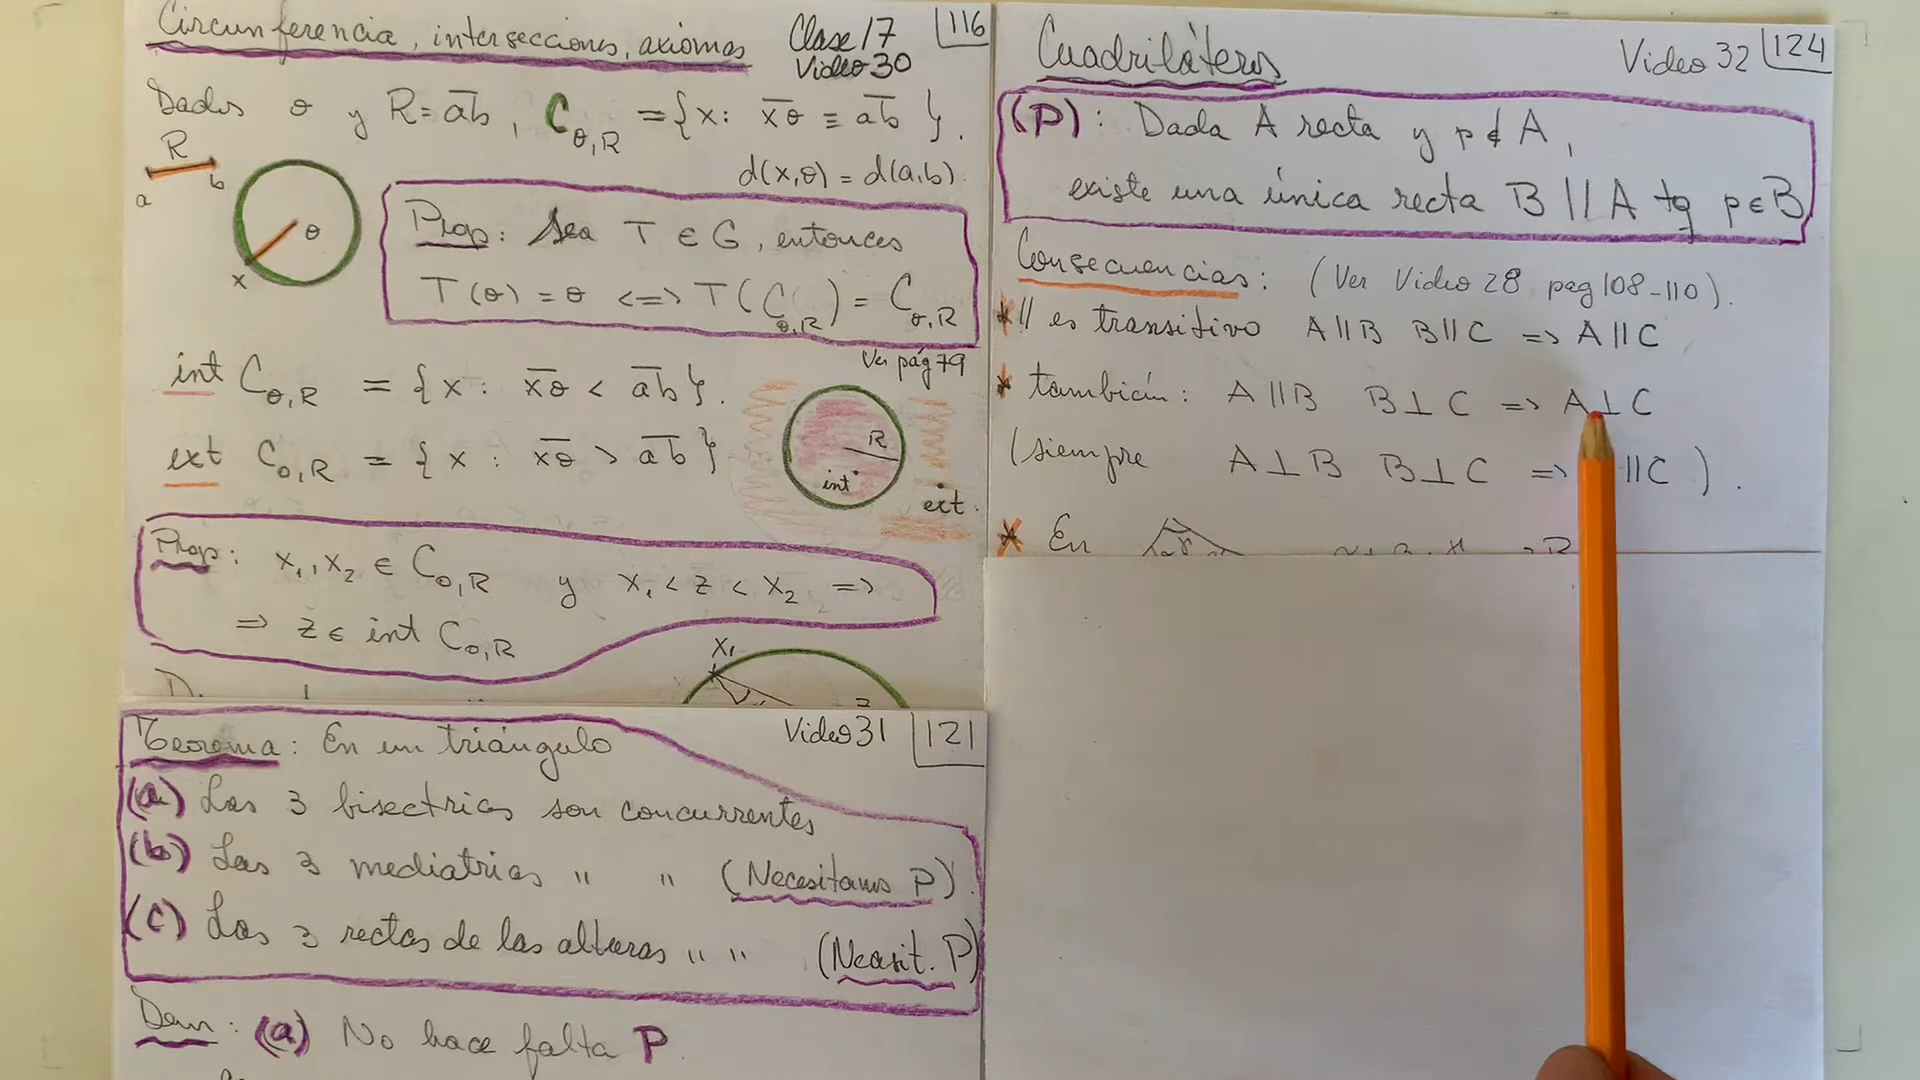 Circunferencia, intersecciones, axiomas
Clase 17
116
Video 30
Dados θ y R = ab, C θ,R = {x: xθ ≡ ab }.
R
a b
d(x,θ) = d(a,b)
θ
x
Prop: Sea T ∈ G, entonces
T(θ) = θ <=> T(C θ,R) = C θ,R
Ver pág 79
int C θ,R = {x : xθ < ab}.
R
int
ext C θ,R = {x : xθ > ab}
ext.
Prop: x₁, x₂ ∈ C θ,R y x₁ < z < x₂ =>
=> z ∈ int C θ,R
x₁
z
Teorema: En un triángulo
Video 31
121
(a) Las 3 bisectrices son concurrentes
(b) Las 3 mediatrices " " (Necesitamos P).
(c) Las 3 rectas de las alturas " " (Necesit. P)
Dem: (a) No hace falta P.
Cuadriláteros
Video 32
124
(P): Dada A recta y p ∉ A,
existe una única recta B // A tq p ∈ B
Consecuencias: (Ver Video 28 pag 108-110).
* // es transitivo A // B B // C => A // C
* también: A // B B ⊥ C => A ⊥ C
(siempre A ⊥ B B ⊥ C => // C ).
* En